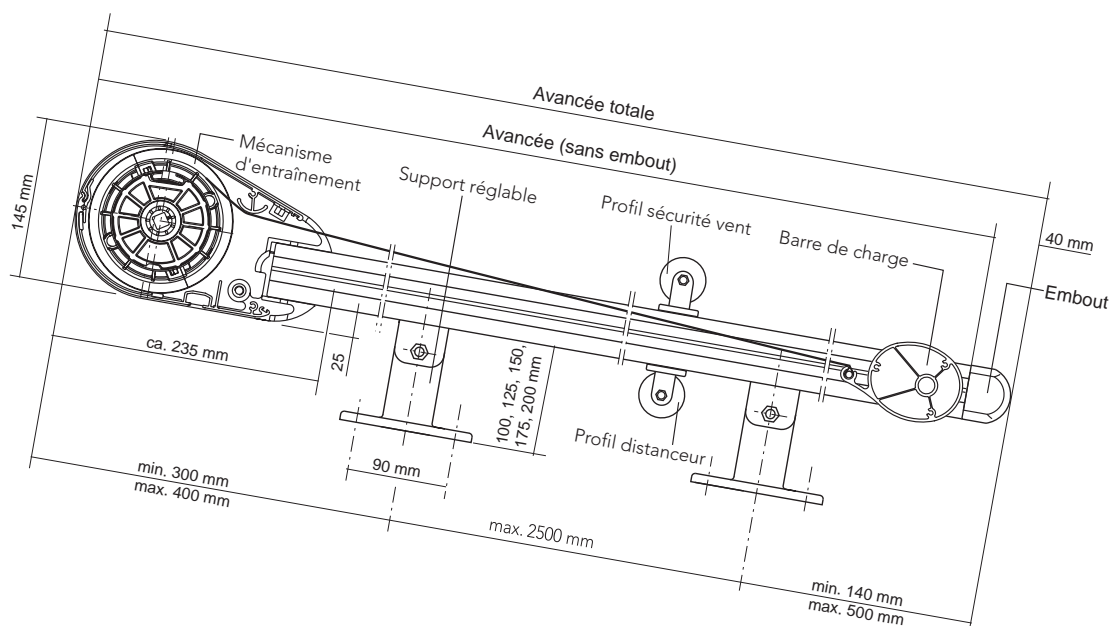 Avancée totale
Avancée (sans embout)
Mécanisme
d'entraînement
Support réglable
Profil sécurité vent
Barre de charge
40 mm
Embout
145 mm
ca. 235 mm
25
100, 125, 150,
175, 200 mm
Profil distanceur
90 mm
min. 300 mm
max. 400 mm
max. 2500 mm
min. 140 mm
max. 500 mm